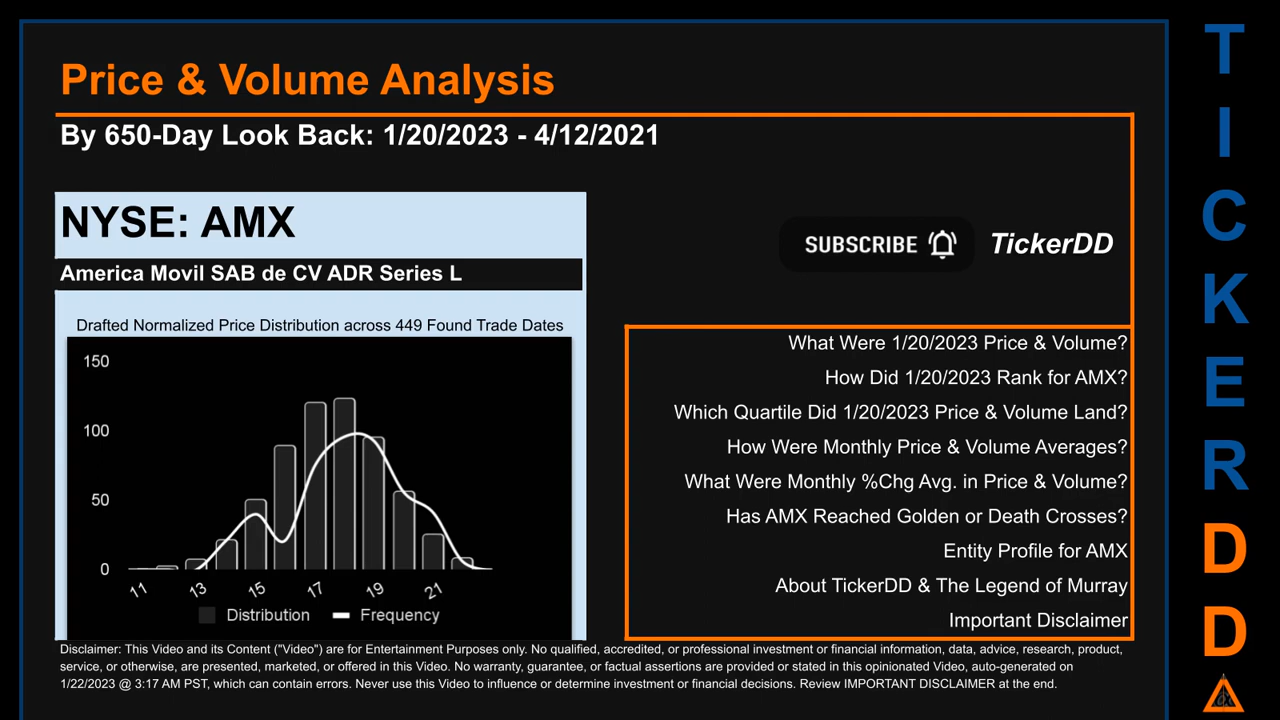 Price & Volume Analysis
By 650-Day Look Back: 1/20/2023 - 4/12/2021
NYSE: AMX
America Movil SAB de CV ADR Series L
Drafted Normalized Price Distribution across 449 Found Trade Dates
150
100
50
0
11
13
15
17
19
21
Distribution
Frequency
SUBSCRIBE
TickerDD
What Were 1/20/2023 Price & Volume?
How Did 1/20/2023 Rank for AMX?
Which Quartile Did 1/20/2023 Price & Volume Land?
How Were Monthly Price & Volume Averages?
What Were Monthly %Chg Avg. in Price & Volume?
Has AMX Reached Golden or Death Crosses?
Entity Profile for AMX
About TickerDD & The Legend of Murray
Important Disclaimer
Disclaimer: This Video and its Content ("Video") are for Entertainment Purposes only. No qualified, accredited, or professional investment or financial information, data, advice, research, product,
service, or otherwise, are presented, marketed, or offered in this Video. No warranty, guarantee, or factual assertions are provided or stated in this opinionated Video, auto-generated on
1/22/2023 @ 3:17 AM PST, which can contain errors. Never use this Video to influence or determine investment or financial decisions. Review IMPORTANT DISCLAIMER at the end.
TICKERDD